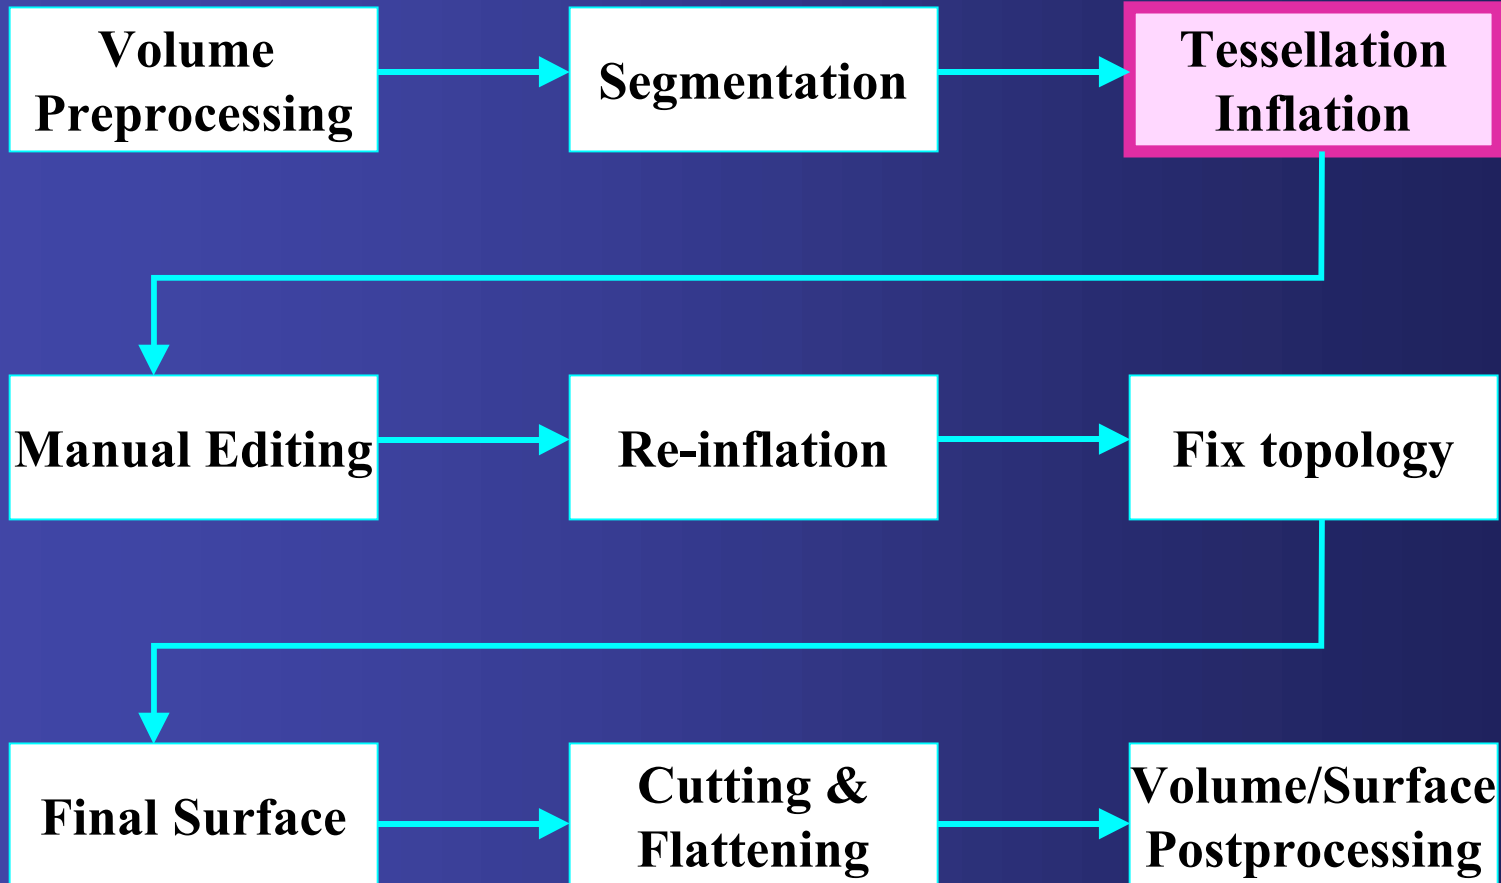 Volume
Preprocessing
Segmentation
Tessellation
Inflation
Manual Editing
Re-inflation
Fix topology
Final Surface
Cutting &
Flattening
Volume/Surface
Postprocessing